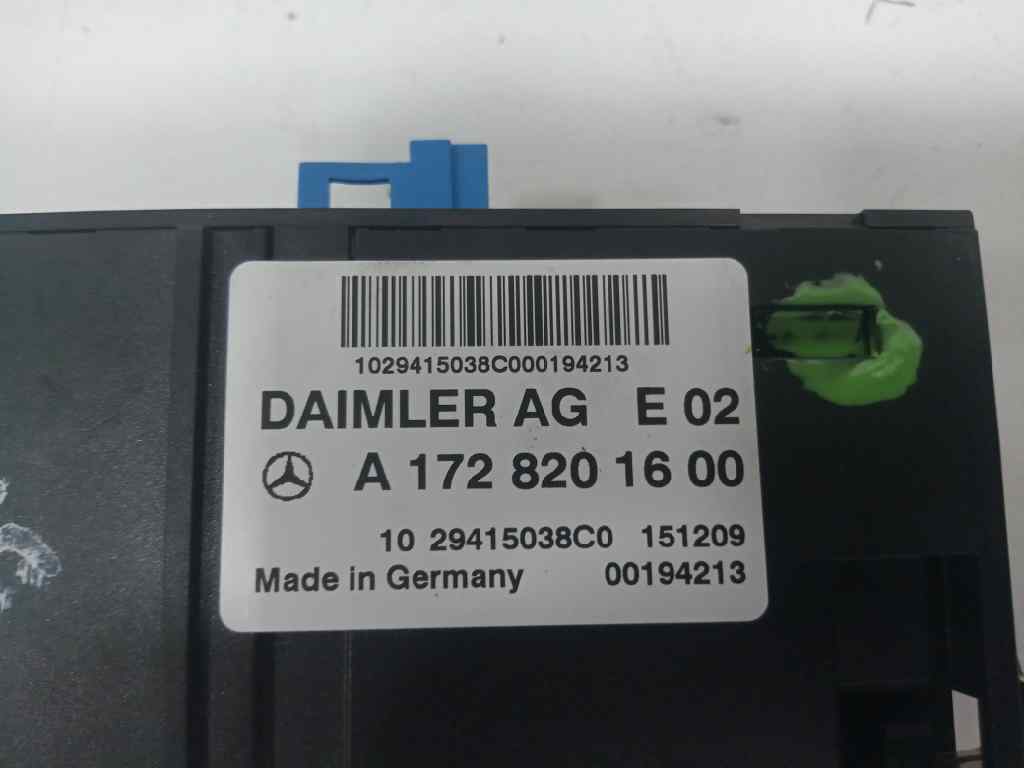 1029415038C000194213
DAIMLER AG E 02
A 172 820 16 00
10 29415038C0 151209
Made in Germany 00194213